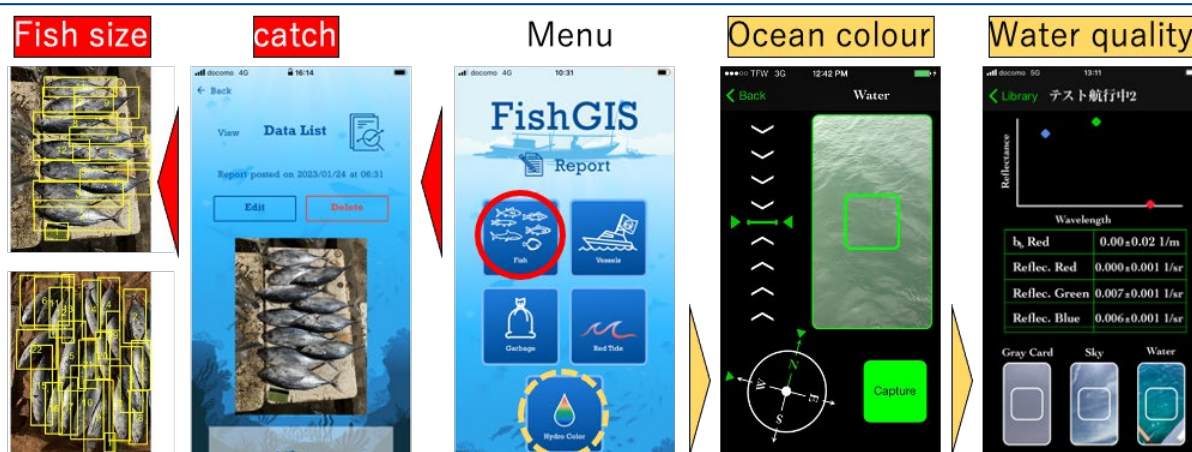 Fish size
catch
Menu
Ocean colour
Water quality
docomo 4G 16:14
← Back
View Data List
Report posted on 2023/01/24 at 06:31
Edit Delete
docomo 4G 10:31
FishGIS
Report
Fish Vessels
Garbage Red Tide
Hydro Color
TFW 3G 12:42 PM
Back Water
N
W E
S
Capture
docomo 5G 13:11
Library テスト航行中2
Reflectance
Wavelength
bb Red 0.00±0.02 1/m
Reflec. Red 0.000±0.001 1/sr
Reflec. Green 0.007±0.001 1/sr
Reflec. Blue 0.006±0.001 1/sr
Gray Card Sky Water